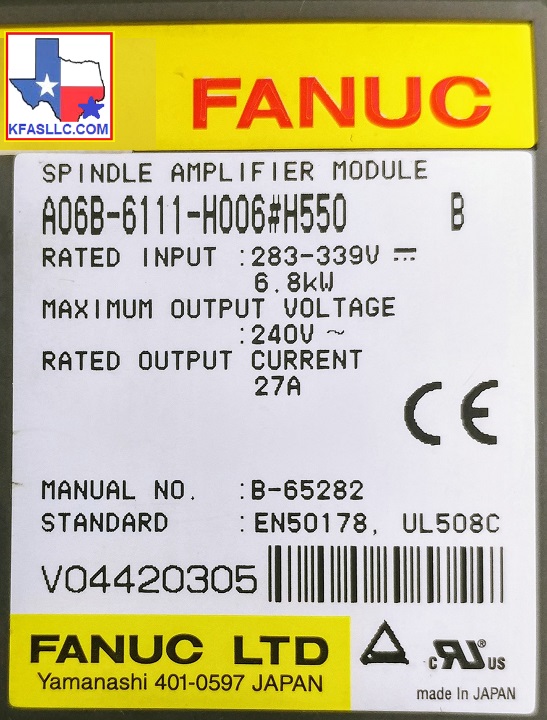 KFASLLC.COM
FANUC
SPINDLE AMPLIFIER MODULE
A06B-6111-H006#H550 B
RATED INPUT :283-339V ⎓
6.8kW
MAXIMUM OUTPUT VOLTAGE
:240V ~
RATED OUTPUT CURRENT
27A
CE
MANUAL NO. :B-65282
STANDARD :EN50178, UL508C
V04420305
FANUC LTD
Yamanashi 401-0597 JAPAN
c RU ® US
made In JAPAN